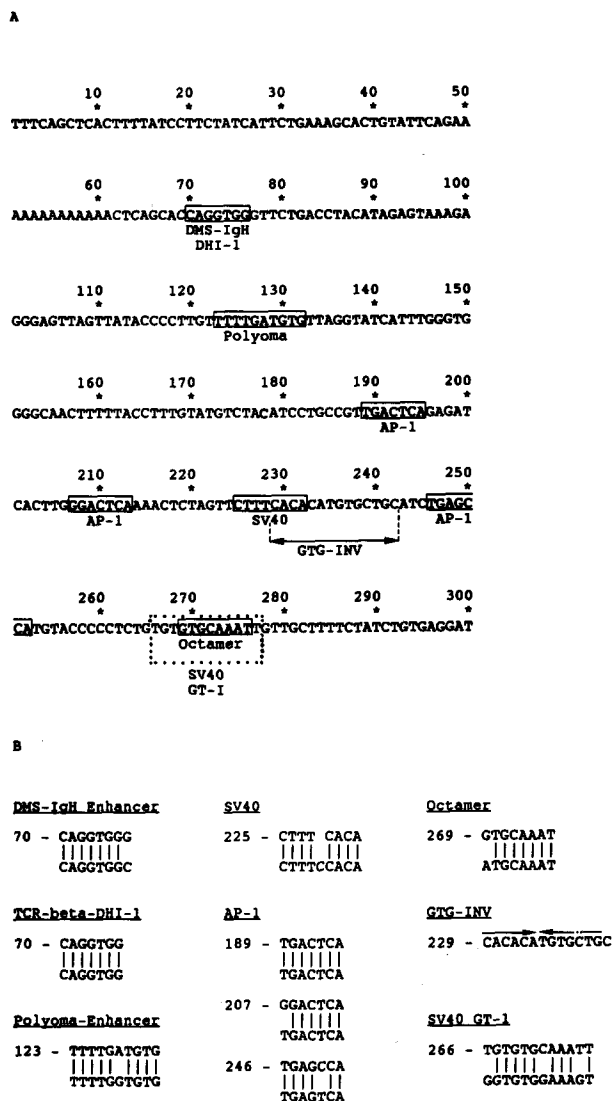 A
10 20 30 40 50
* * * * *
TTTCAGCTCACTTTTATCCTTCTATCATTCTGAAAGCACTGTATTCAGAA
60 70 80 90 100
* * * * *
AAAAAAAAAAACTCAGCACCAGGTGGGTTCTGACCTACATAGAGTAAAGA
DMS-IgH
DHI-1
110 120 130 140 150
* * * * *
GGGAGTTAGTTATACCCCTTGTTTTTGATGTGTTAGGTATCATTTGGGTG
Polyoma
160 170 180 190 200
* * * * *
GGGCAACTTTTTACCTTTGTATGTCTACATCCTGCCGTTGACTCAGAGAT
AP-1
210 220 230 240 250
* * * * *
CACTTGGGACTCAAAACTCTAGTTCTTTCACACATGTGCTGCATCTGAGC
AP-1 SV40 AP-1
GTG-INV
260 270 280 290 300
* * * * *
CATGTACCCCCTCTGTGTGTGCAAATTGTTGCTTTTCTATCTGTGAGGAT
Octamer
SV40
GT-I
B
DMS-IgH Enhancer
70 - CAGGTGGG
CAGGTGGC
TCR-beta-DHI-1
70 - CAGGTGG
CAGGTGG
Polyoma-Enhancer
123 - TTTTGATGTG
TTTTGGTGTG
SV40
225 - CTTT CACA
CTTTCCACA
AP-1
189 - TGACTCA
TGACTCA
207 - GGACTCA
TGACTCA
246 - TGAGCCA
TGAGTCA
Octamer
269 - GTGCAAAT
ATGCAAAT
GTG-INV
229 - CACACATGTGCTGC
SV40 GT-1
266 - TGTGTGCAAATT
GGTGTGGAAAGT